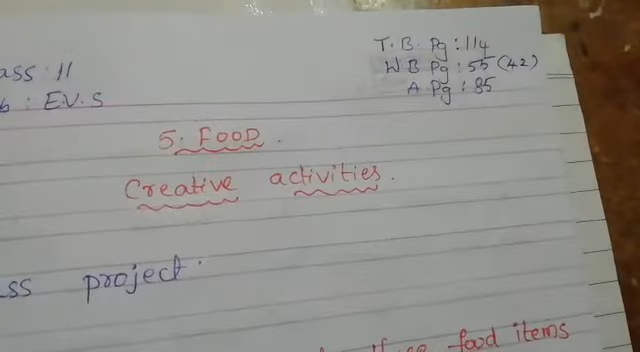 T.B. Pg : 114
ass : 11
W B Pg : 55 (42)
: E.V.S
A Pg : 85
5. FOOD.
Creative activities.
ss project.
food items